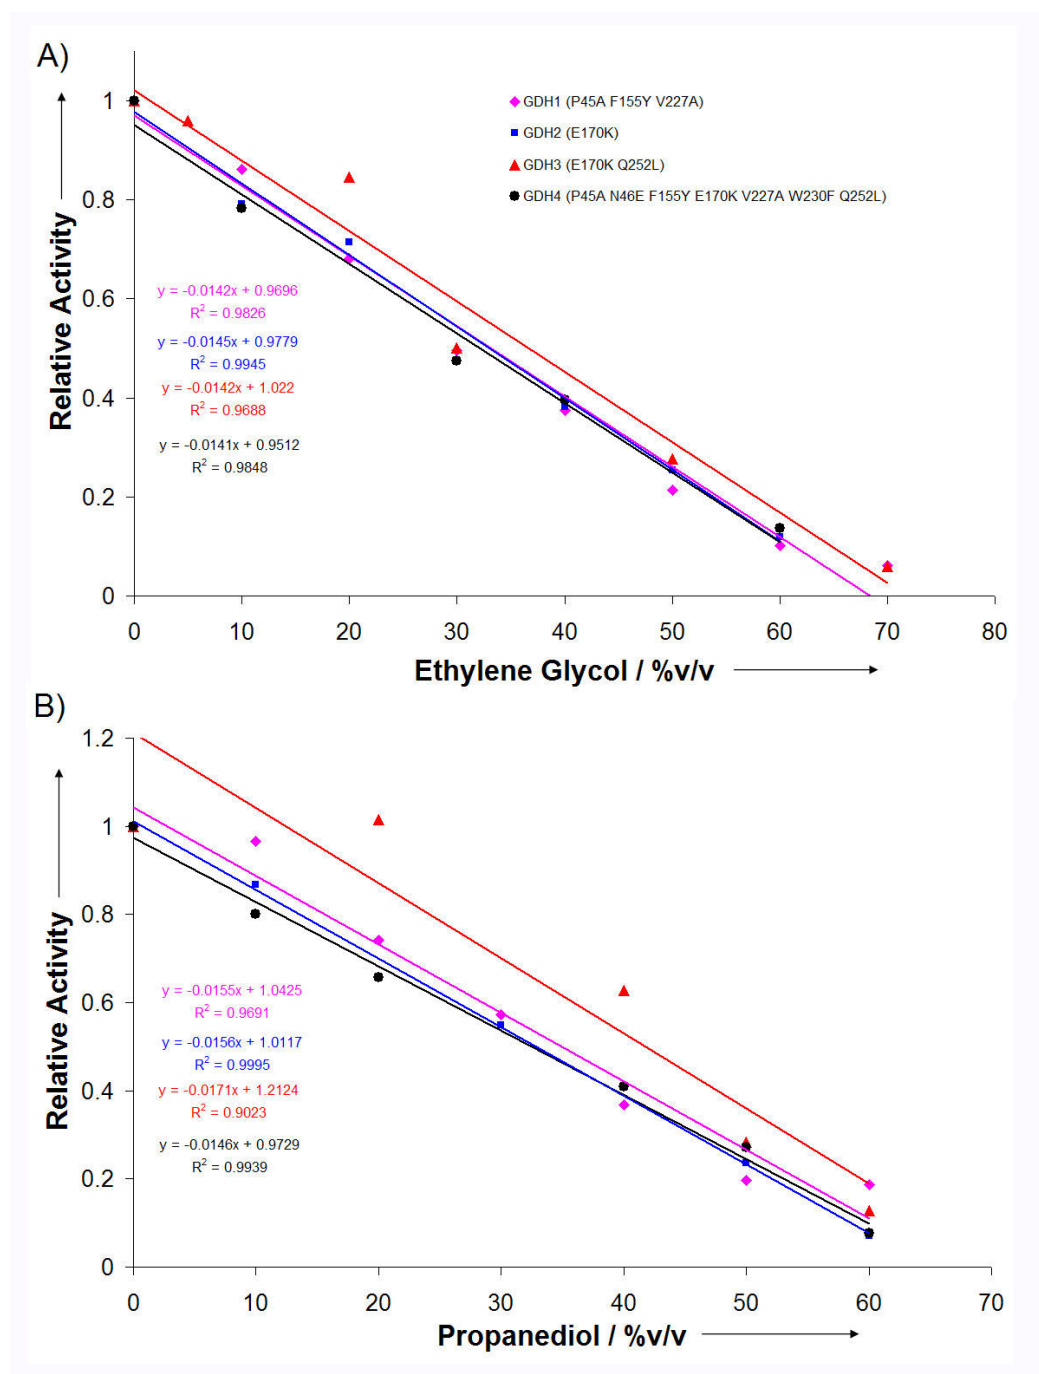 A)
GDH1 (P45A F155Y V227A)
GDH2 (E170K)
GDH3 (E170K Q252L)
GDH4 (P45A N46E F155Y E170K V227A W230F Q252L)
Relative Activity
1
0.8
0.6
0.4
0.2
0
y = -0.0142x + 0.9696
R² = 0.9826
y = -0.0145x + 0.9779
R² = 0.9945
y = -0.0142x + 1.022
R² = 0.9688
y = -0.0141x + 0.9512
R² = 0.9848
0 10 20 30 40 50 60 70 80
Ethylene Glycol / %v/v
B)
Relative Activity
1.2
1
0.8
0.6
0.4
0.2
0
y = -0.0155x + 1.0425
R² = 0.9691
y = -0.0156x + 1.0117
R² = 0.9995
y = -0.0171x + 1.2124
R² = 0.9023
y = -0.0146x + 0.9729
R² = 0.9939
0 10 20 30 40 50 60 70
Propanediol / %v/v